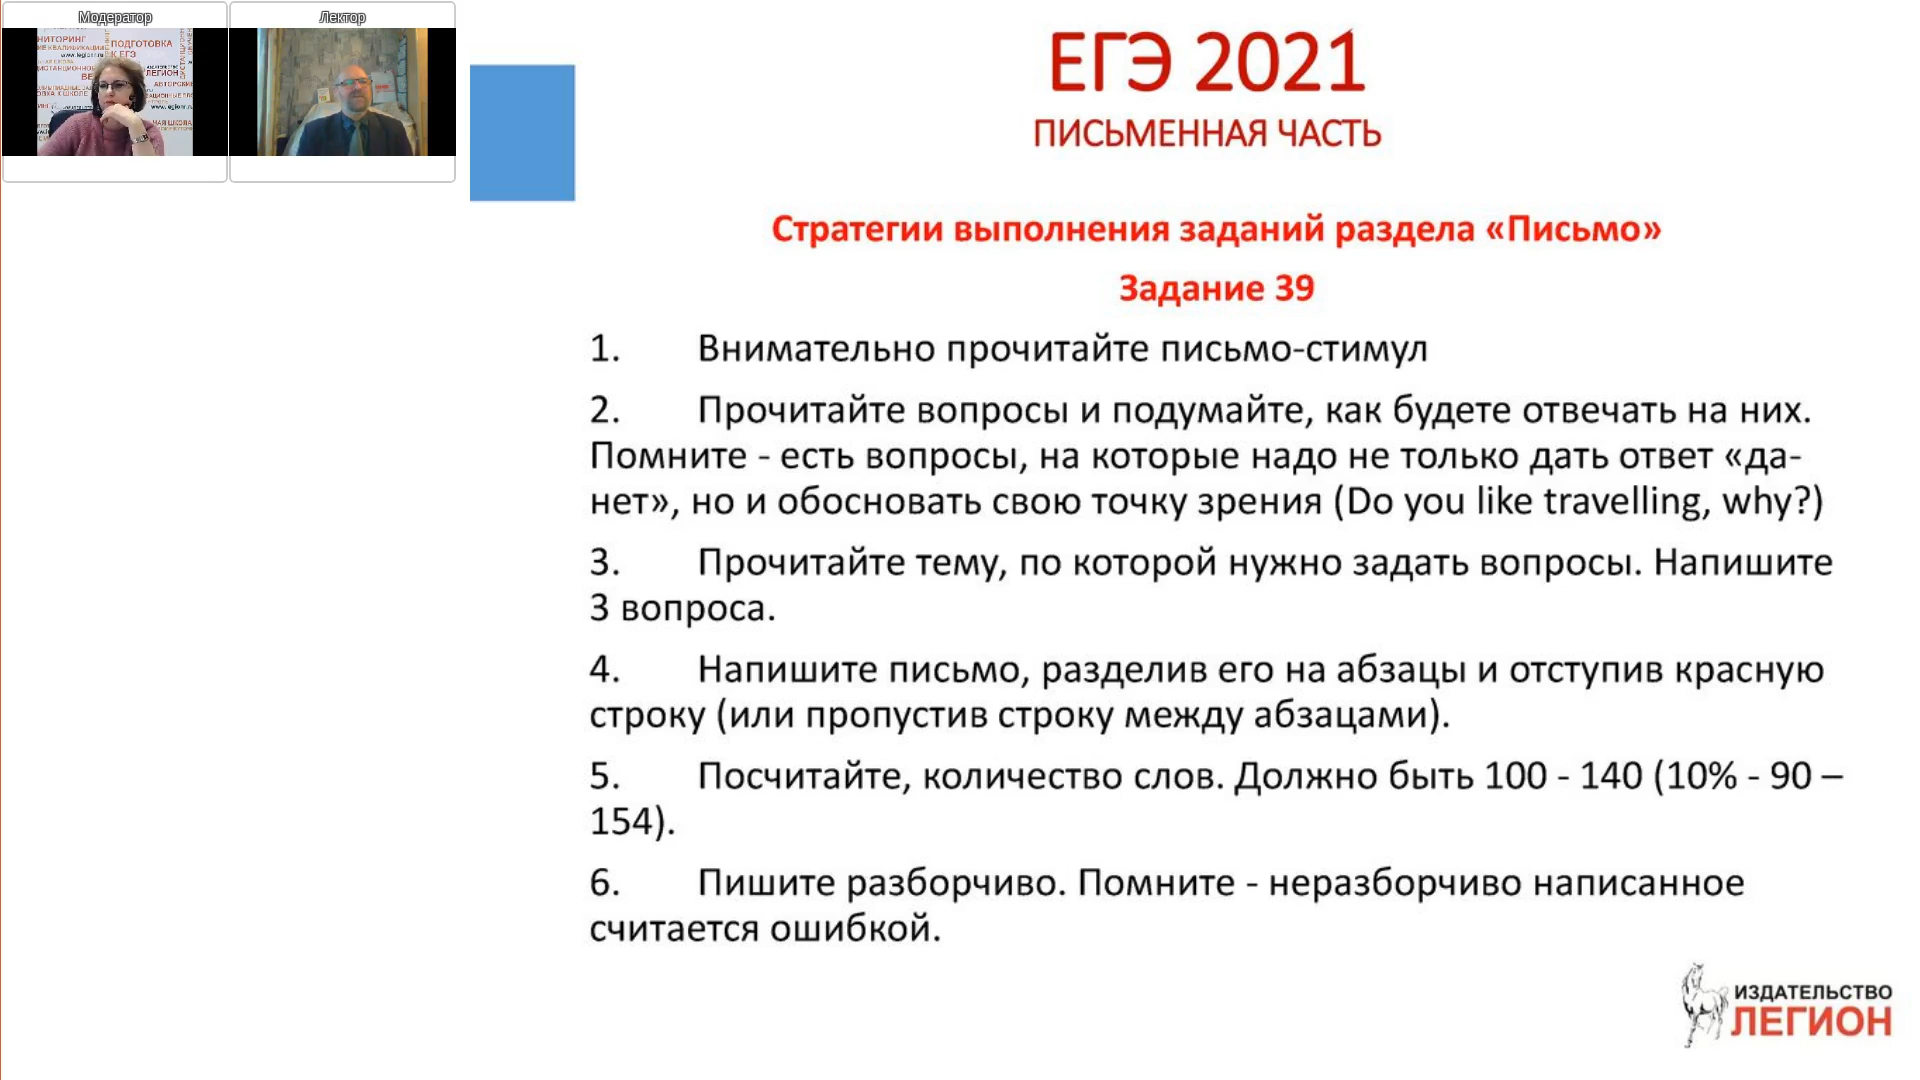 Модератор
Лектор
ПОДГОТОВКА
К ЕГЭ
ЛЕГИОН
ЕГЭ 2021
ПИСЬМЕННАЯ ЧАСТЬ
Стратегии выполнения заданий раздела «Письмо»
Задание 39
1. Внимательно прочитайте письмо-стимул
2. Прочитайте вопросы и подумайте, как будете отвечать на них.
Помните - есть вопросы, на которые надо не только дать ответ «да-
нет», но и обосновать свою точку зрения (Do you like travelling, why?)
3. Прочитайте тему, по которой нужно задать вопросы. Напишите
3 вопроса.
4. Напишите письмо, разделив его на абзацы и отступив красную
строку (или пропустив строку между абзацами).
5. Посчитайте, количество слов. Должно быть 100 - 140 (10% - 90 –
154).
6. Пишите разборчиво. Помните - неразборчиво написанное
считается ошибкой.
ИЗДАТЕЛЬСТВО
ЛЕГИОН